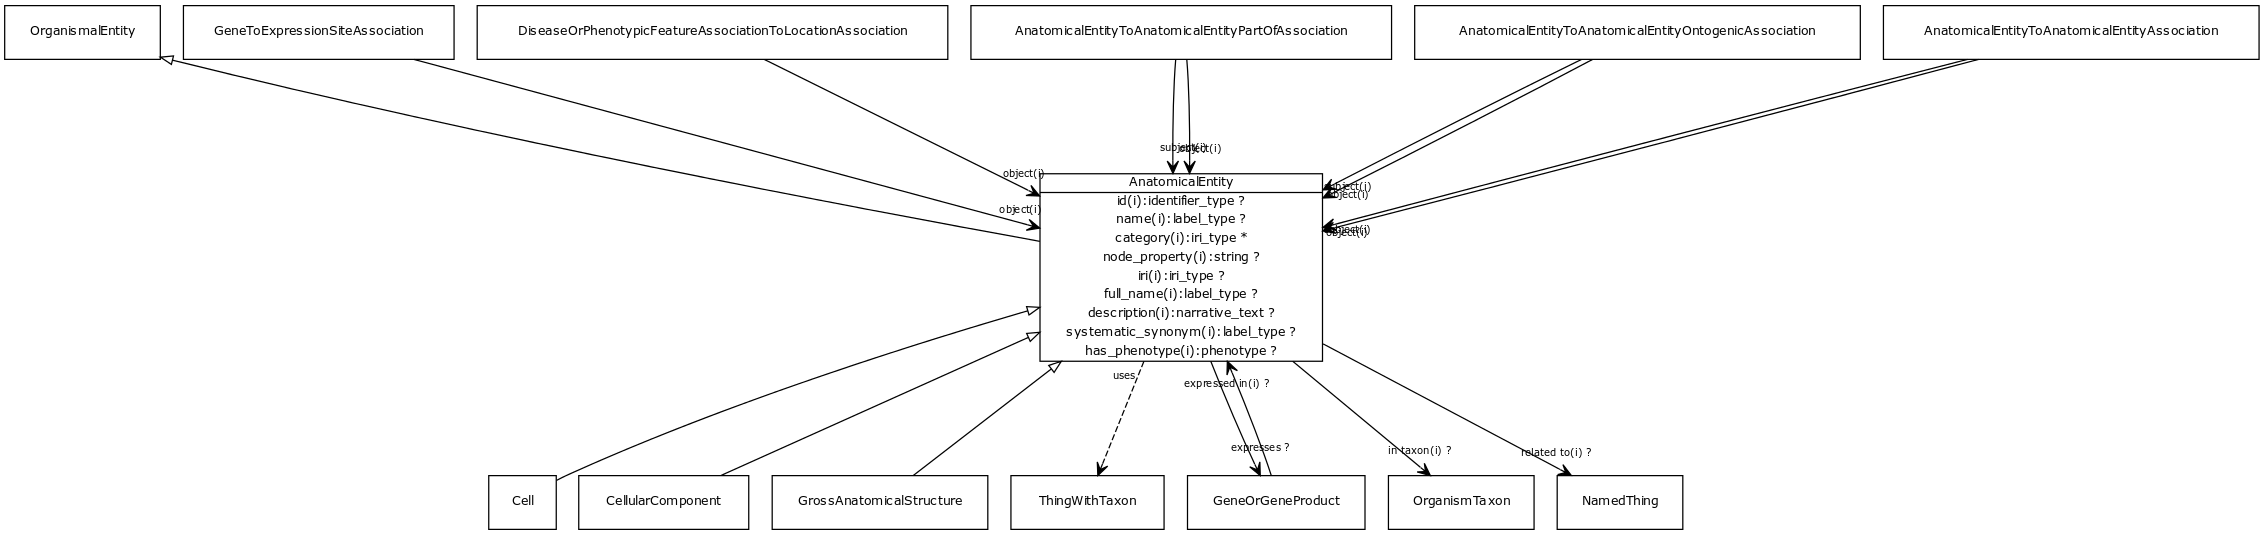 OrganismalEntity
GeneToExpressionSiteAssociation
DiseaseOrPhenotypicFeatureAssociationToLocationAssociation
AnatomicalEntityToAnatomicalEntityPartOfAssociation
AnatomicalEntityToAnatomicalEntityOntogenicAssociation
AnatomicalEntityToAnatomicalEntityAssociation
subject(i)
object(i)
object(i)
object(i)
subject(i)
object(i)
subject(i)
object(i)
AnatomicalEntity
id(i):identifier_type ?
name(i):label_type ?
category(i):iri_type *
node_property(i):string ?
iri(i):iri_type ?
full_name(i):label_type ?
description(i):narrative_text ?
systematic_synonym(i):label_type ?
has_phenotype(i):phenotype ?
uses
expressed in(i) ?
expresses ?
in taxon(i) ?
related to(i) ?
Cell
CellularComponent
GrossAnatomicalStructure
ThingWithTaxon
GeneOrGeneProduct
OrganismTaxon
NamedThing